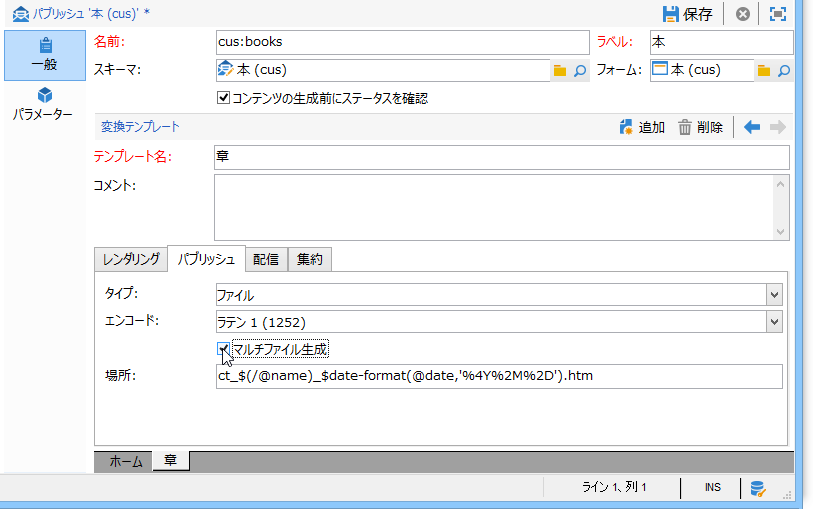 パブリッシュ '本 (cus)' *
保存
一般
パラメーター
名前: cus:books ラベル: 本
スキーマ: 本 (cus) フォーム: 本 (cus)
コンテンツの生成前にステータスを確認
変換テンプレート 追加 削除
テンプレート名: 章
コメント:
レンダリング パブリッシュ 配信 集約
タイプ: ファイル
エンコード: ラテン 1 (1252)
マルチファイル生成
場所: ct_$(/@name)_$date-format(@date,'%4Y%2M%2D').htm
ホーム 章
ライン 1、列 1 INS